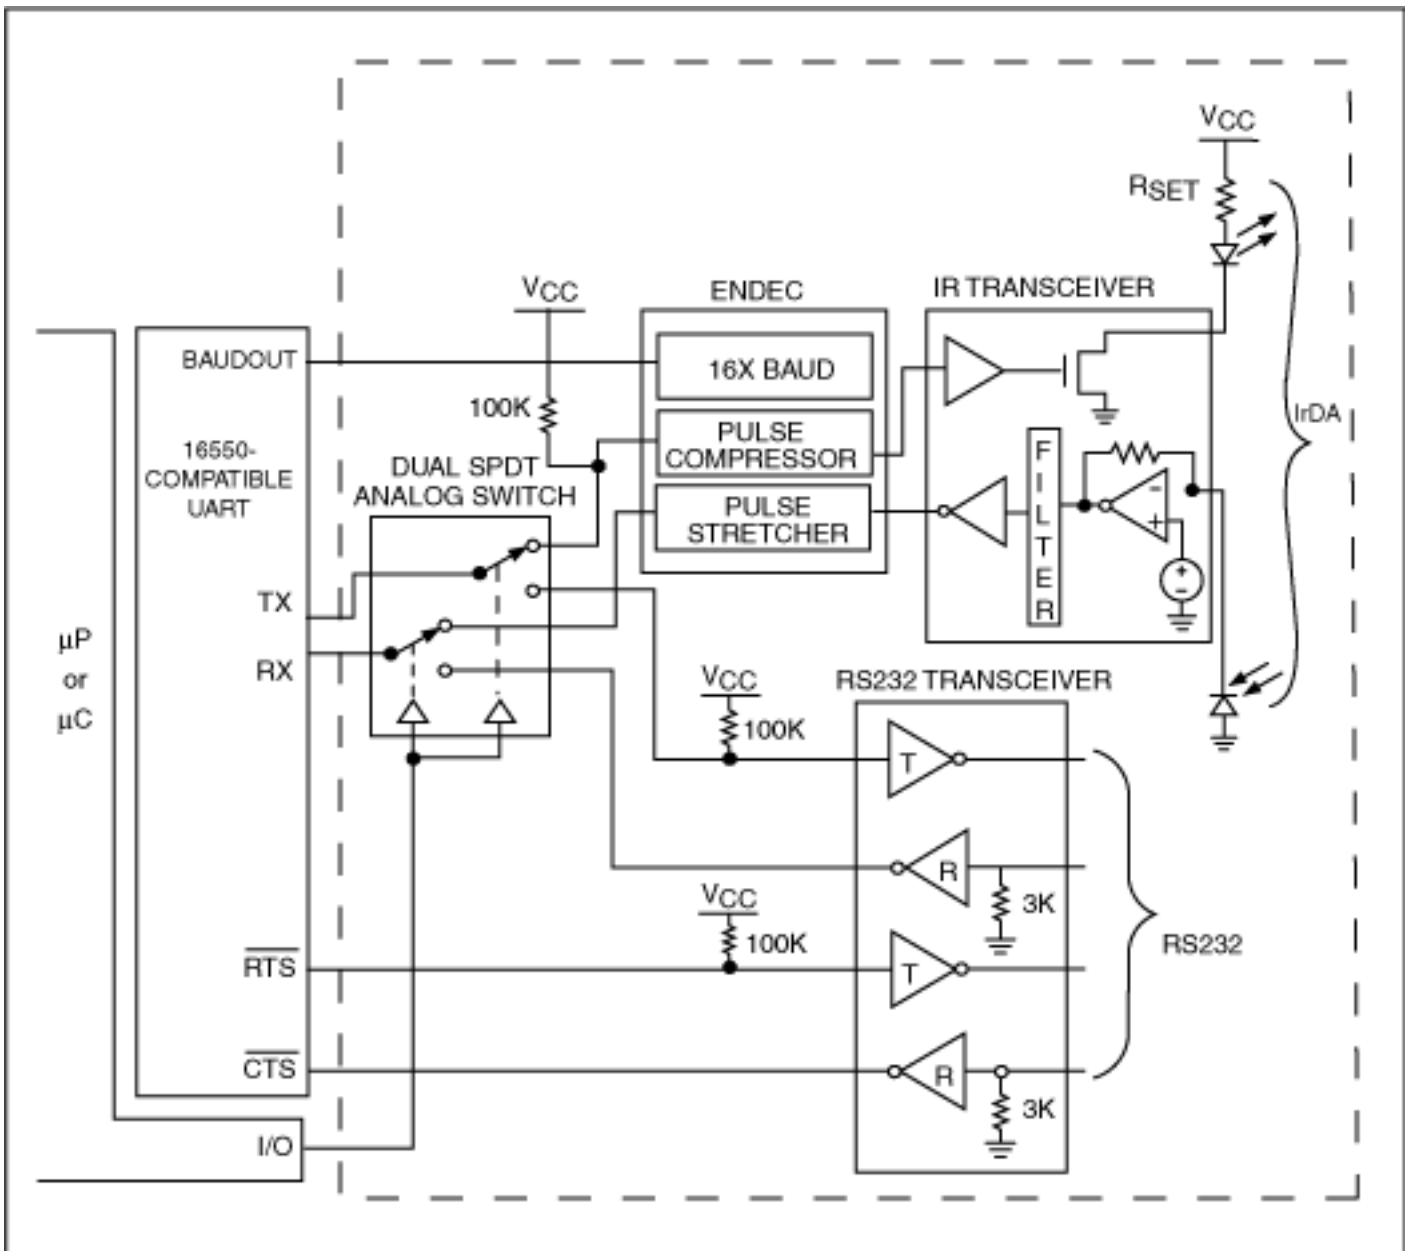 VCC
RSET
IrDA
VCC
100K
ENDEC
16X BAUD
PULSE
COMPRESSOR
PULSE
STRETCHER
IR TRANSCEIVER
FILTER
-
+
+
-
BAUDOUT
16550-
COMPATIBLE
UART
TX
RX
DUAL SPDT
ANALOG SWITCH
µP
or
µC
VCC
100K
RS232 TRANSCEIVER
T
R
3K
VCC
100K
T
R
3K
RS232
RTS
CTS
I/O